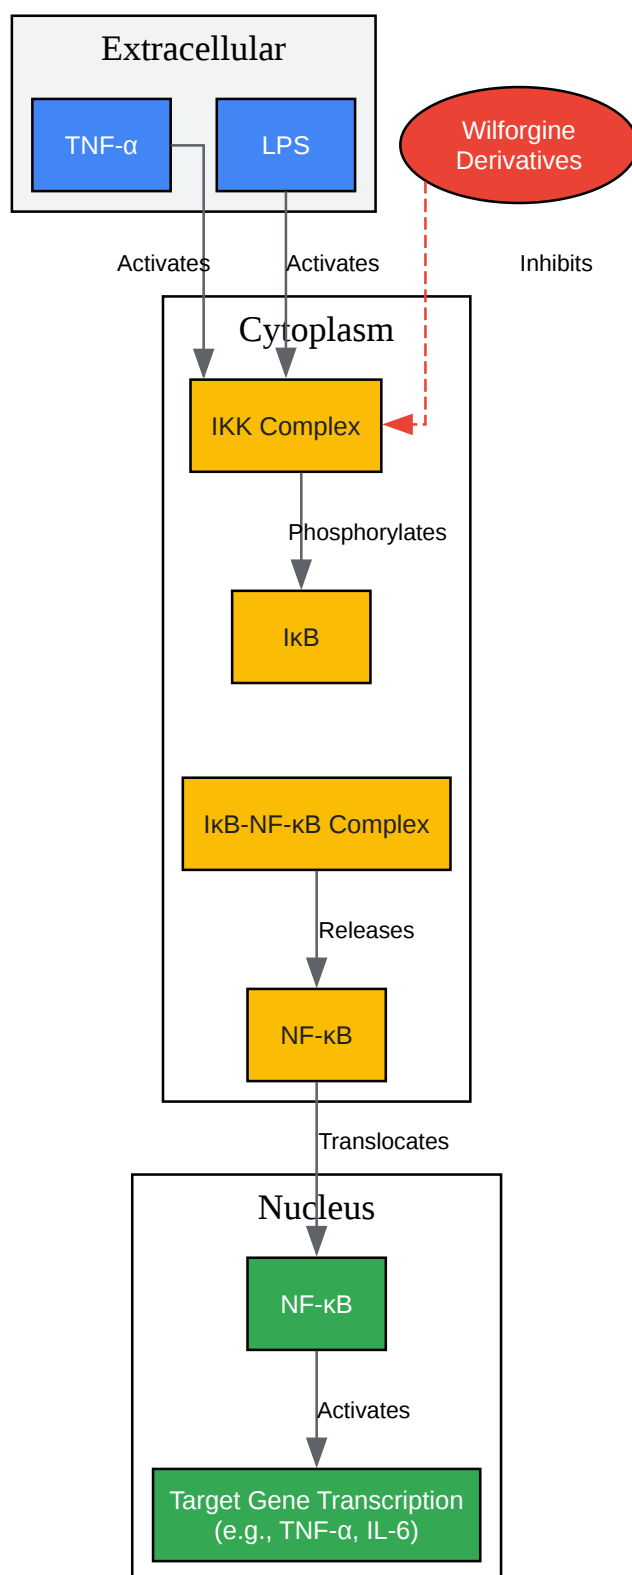 Extracellular
TNF-α
LPS
Wilforgine
Derivatives
Activates
Activates
Inhibits
Cytoplasm
IKK Complex
Phosphorylates
IκB
IκB-NF-κB Complex
Releases
NF-κB
Translocates
Nucleus
NF-κB
Activates
Target Gene Transcription
(e.g., TNF-α, IL-6)